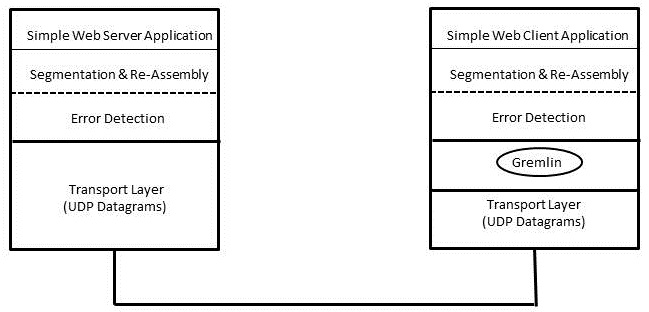 Simple Web Server Application
Segmentation & Re-Assembly
Error Detection
Transport Layer
(UDP Datagrams)
Simple Web Client Application
Segmentation & Re-Assembly
Error Detection
Gremlin
Transport Layer
(UDP Datagrams)